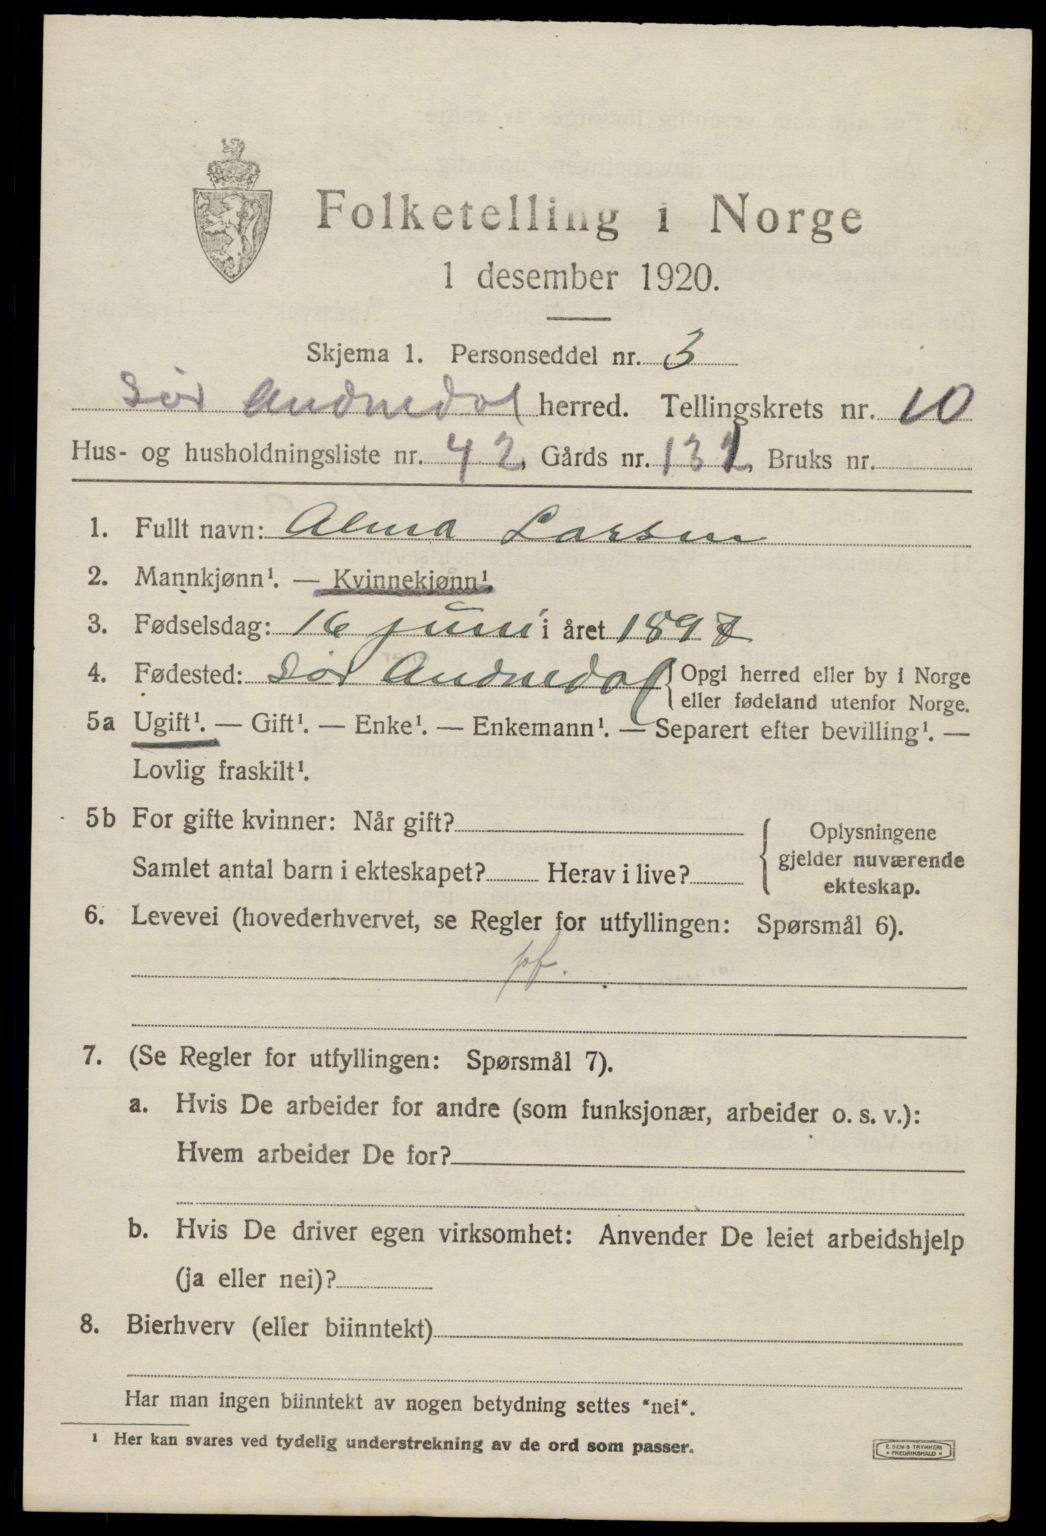 Folketelling i Norge
1 desember 1920.
Skjema 1. Personseddel nr. 3
Sør Audnedal herred. Tellingskrets nr. 10
Hus- og husholdningsliste nr. 42, Gårds nr. 132, Bruks nr.
1. Fullt navn: Alma Larsen
2. Mannkjønn¹. — Kvinnekjønn¹
3. Fødselsdag: 16 juni i året 1897
4. Fødested: Sør Audnedal { Opgi herred eller by i Norge
eller fødeland utenfor Norge.
5a Ugift¹. — Gift¹. — Enke¹. — Enkemann¹. — Separert efter bevilling¹. —
Lovlig fraskilt¹.
5b For gifte kvinner: Når gift?
Samlet antal barn i ekteskapet? Herav i live?
{ Oplysningene
gjelder nuværende
ekteskap.
6. Levevei (hovederhvervet, se Regler for utfyllingen: Spørsmål 6).
pf.
7. (Se Regler for utfyllingen: Spørsmål 7).
a. Hvis De arbeider for andre (som funksjonær, arbeider o. s. v.):
Hvem arbeider De for?
b. Hvis De driver egen virksomhet: Anvender De leiet arbeidshjelp
(ja eller nei)?
8. Bierhverv (eller biinntekt)
Har man ingen biinntekt av nogen betydning settes "nei".
¹ Her kan svares ved tydelig understrekning av de ord som passer.
E. SEM'S TRYKKERI
• FREDRIKSHALD •